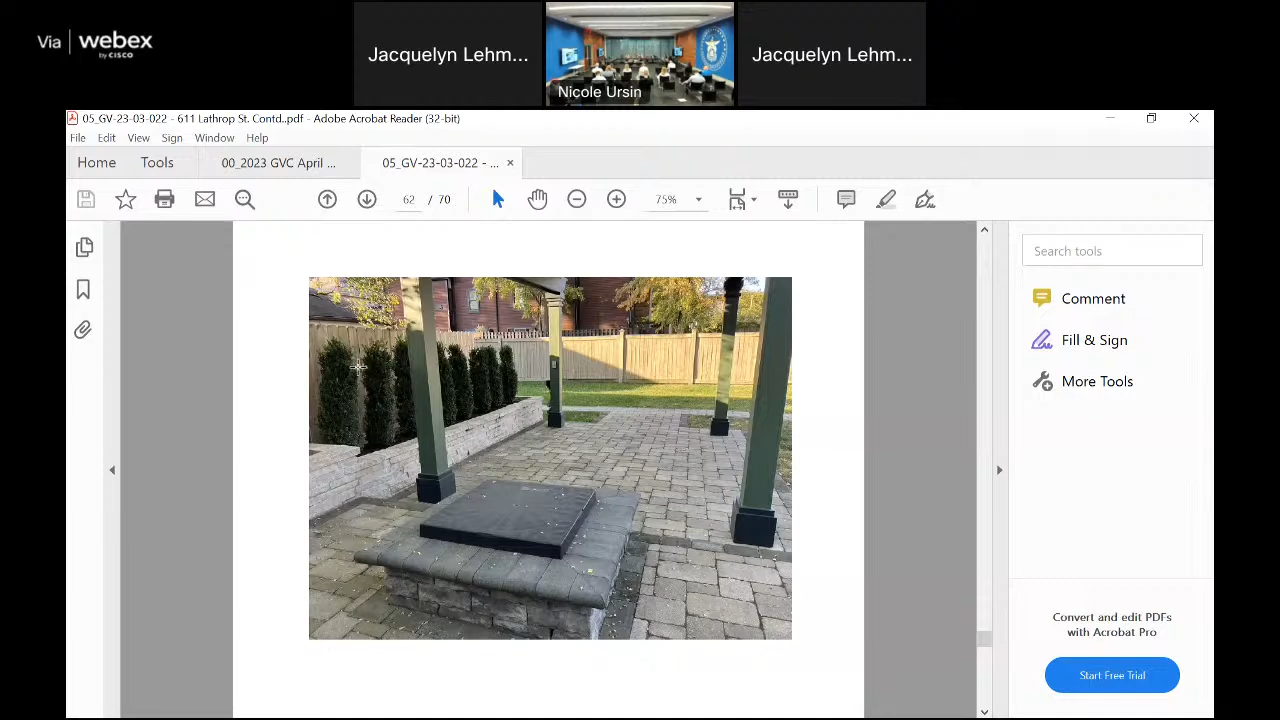 Via webex
by CISCO
Jacquelyn Lehm...
Nicole Ursin
Jacquelyn Lehm...
05_GV-23-03-022 - 611 Lathrop St. Contd..pdf - Adobe Acrobat Reader (32-bit)
File Edit View Sign Window Help
Home Tools 00_2023 GVC April ... 05_GV-23-03-022 - ... ×
62 / 70 75%
Search tools
Comment
Fill & Sign
More Tools
Convert and edit PDFs
with Acrobat Pro
Start Free Trial